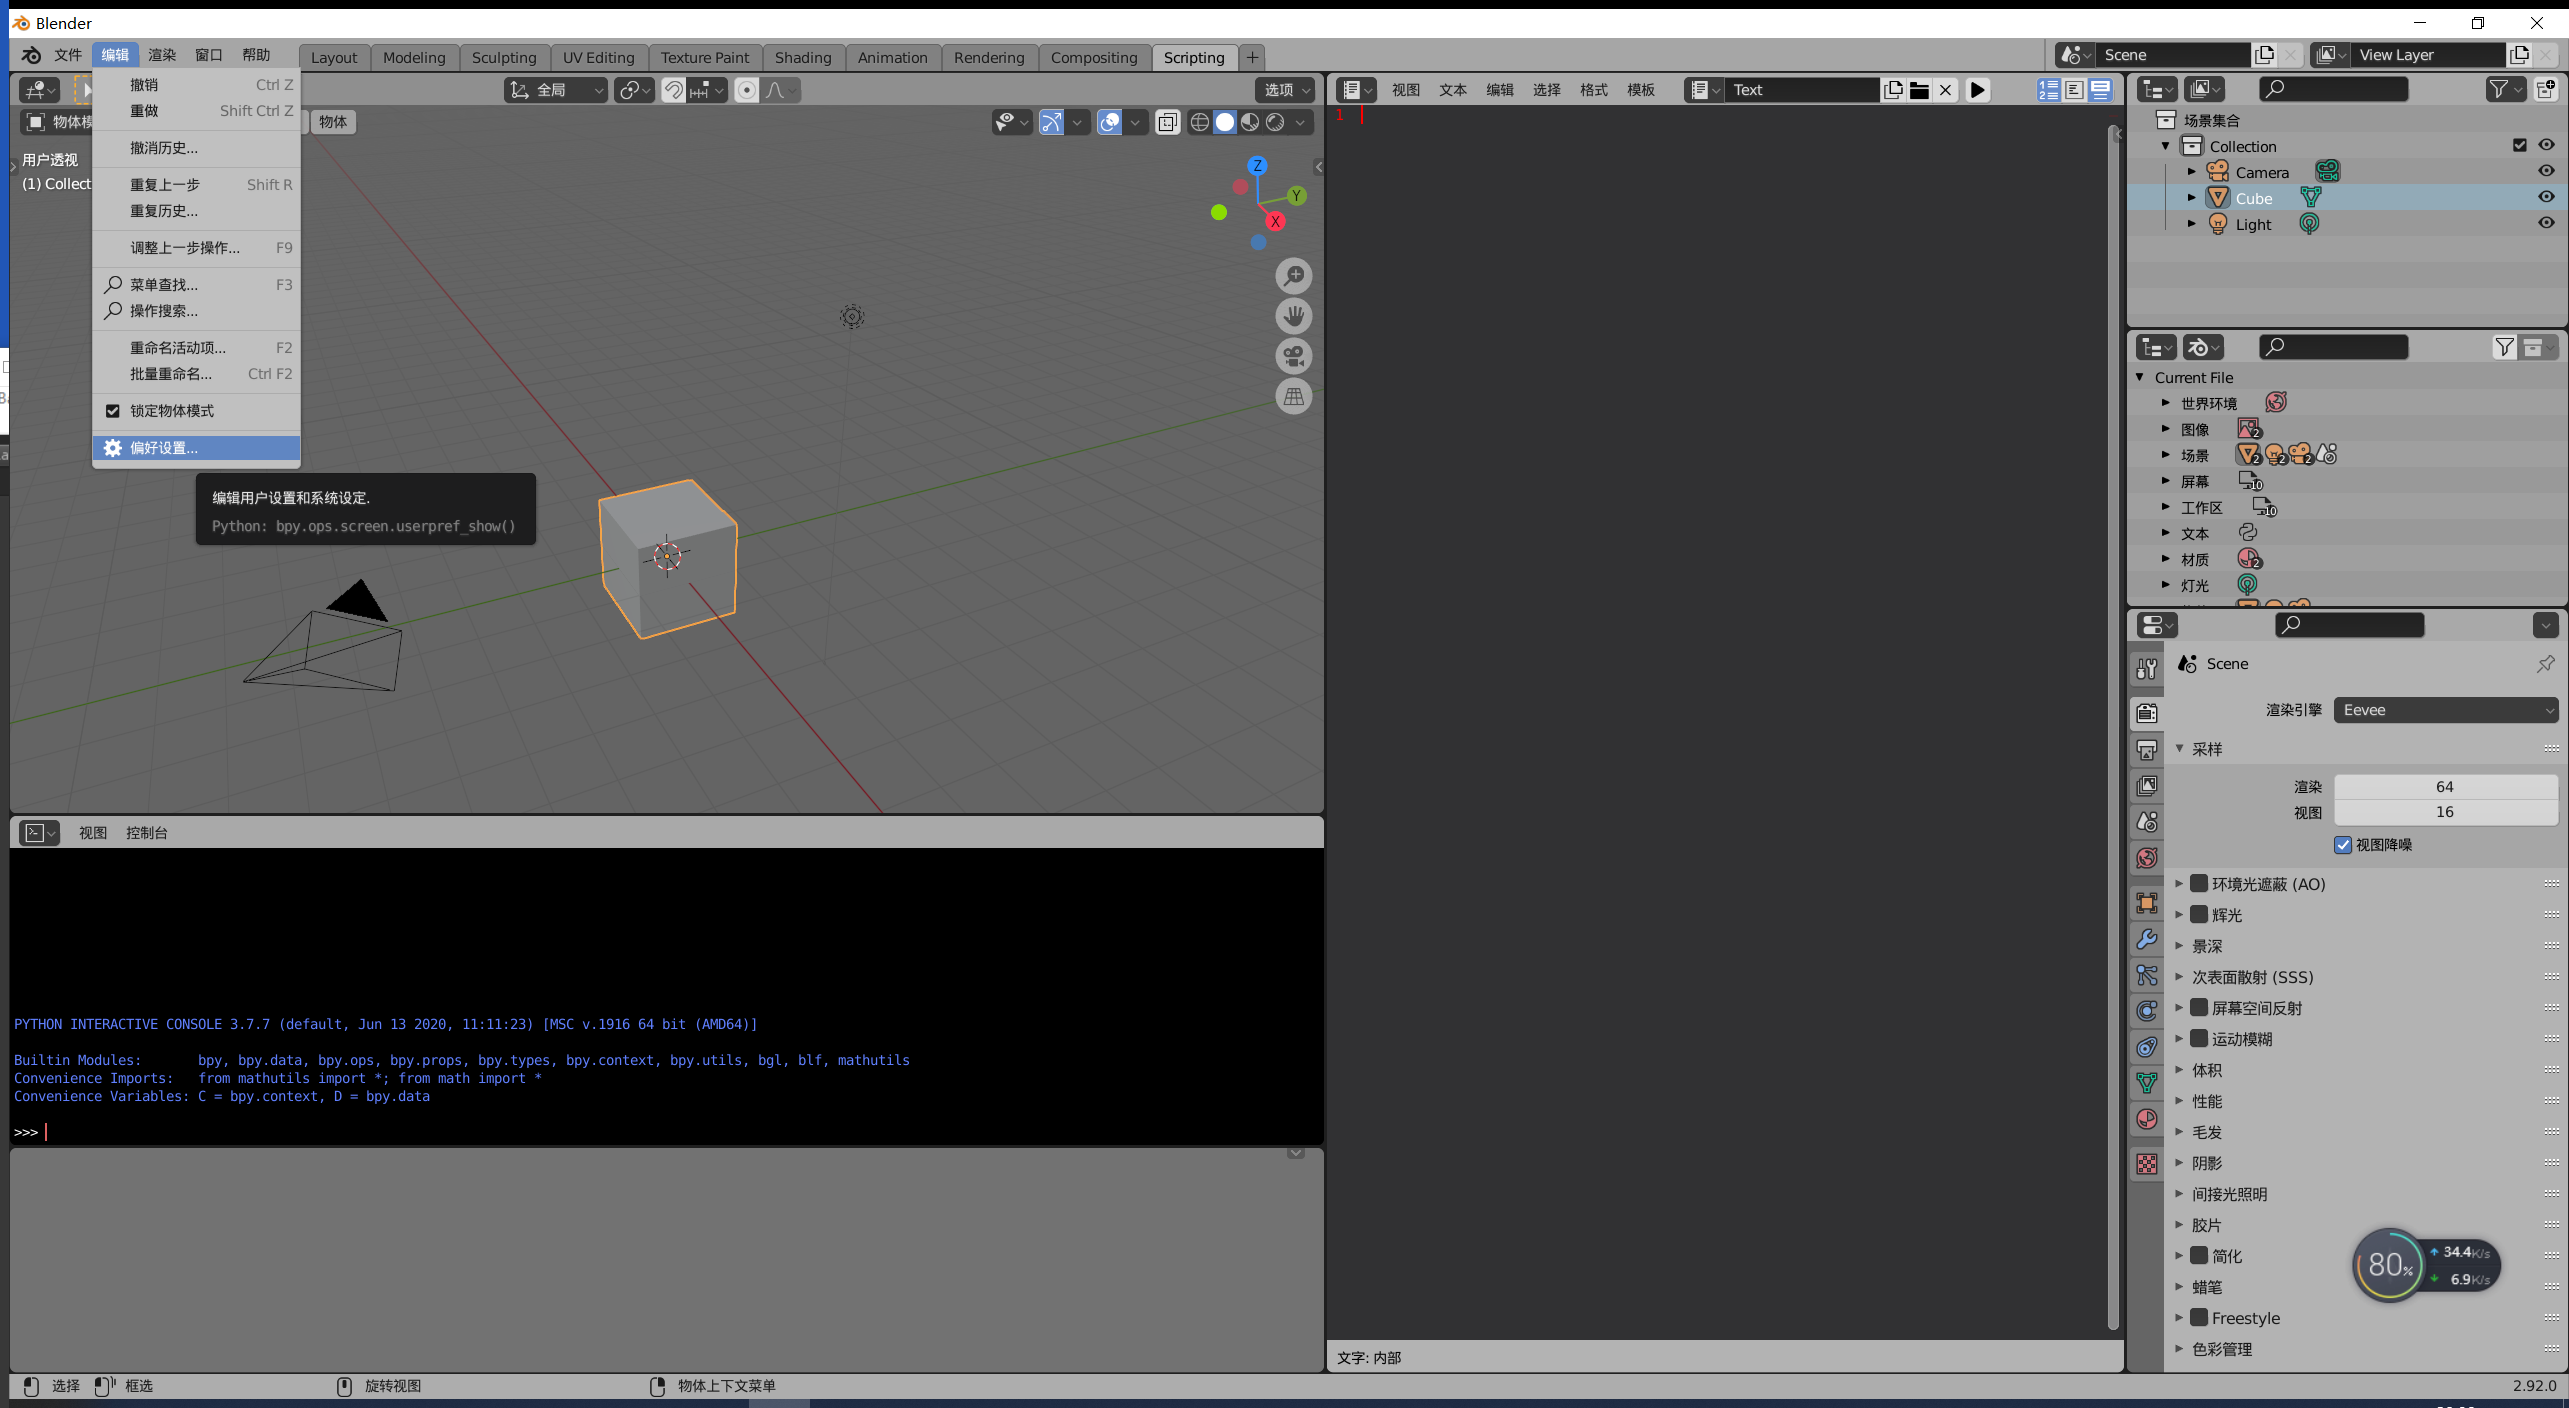 Blender
文件 编辑 渲染 窗口 帮助 Layout Modeling Sculpting UV Editing Texture Paint Shading Animation Rendering Compositing Scripting + Scene View Layer
撤销 Ctrl Z
重做 Shift Ctrl Z
撤消历史...
重复上一步 Shift R
重复历史...
调整上一步操作... F9
菜单查找... F3
操作搜索... 
重命名活动项... F2
批量重命名... Ctrl F2
锁定物体模式
偏好设置...
编辑用户设置和系统设定.
Python: bpy.ops.screen.userpref_show()
全局 选项
物体模 物体
用户透视
(1) Collect
Z
Y
X
视图 控制台
PYTHON INTERACTIVE CONSOLE 3.7.7 (default, Jun 13 2020, 11:11:23) [MSC v.1916 64 bit (AMD64)]
Builtin Modules: bpy, bpy.data, bpy.ops, bpy.props, bpy.types, bpy.context, bpy.utils, bgl, blf, mathutils
Convenience Imports: from mathutils import *; from math import *
Convenience Variables: C = bpy.context, D = bpy.data
>>>
视图 文本 编辑 选择 格式 模板 Text
1
文字: 内部
场景集合
Collection
Camera
Cube
Light
Current File
世界环境
图像 2
场景 2 2 2
屏幕 10
工作区 10
文本
材质 2
灯光
Scene
渲染引擎 Eevee
采样
渲染 64
视图 16
视图降噪
环境光遮蔽 (AO)
辉光
景深
次表面散射 (SSS)
屏幕空间反射
运动模糊
体积
性能
毛发
阴影
间接光照明
胶片
简化
蜡笔
Freestyle
色彩管理
80%
34.4K/s
6.9K/s
选择 框选 旋转视图 物体上下文菜单 2.92.0